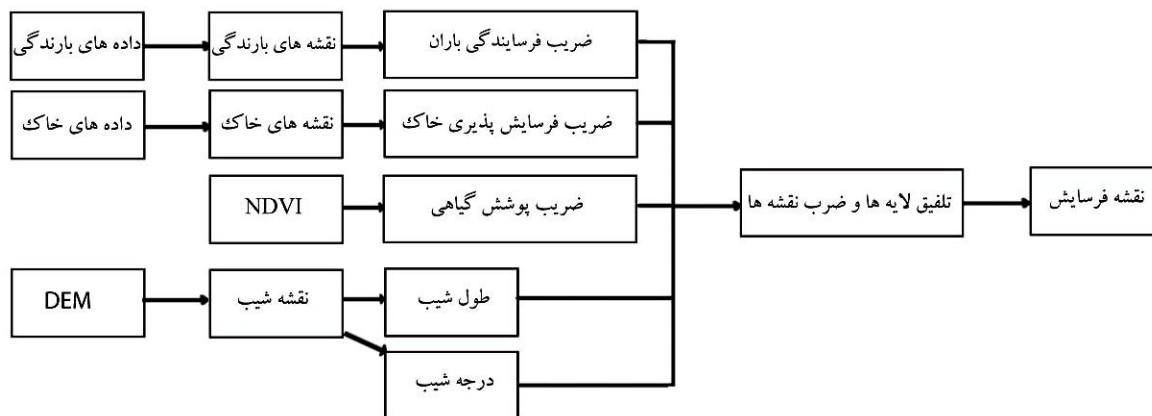 داده های بارندگی
نقشه های بارندگی
ضریب فرسایندگی باران
داده های خاک
نقشه های خاک
ضریب فرسایش پذیری خاک
NDVI
ضریب پوشش گیاهی
تلفیق لایه ها و ضرب نقشه ها
نقشه فرسایش
DEM
نقشه شیب
طول شیب
درجه شیب